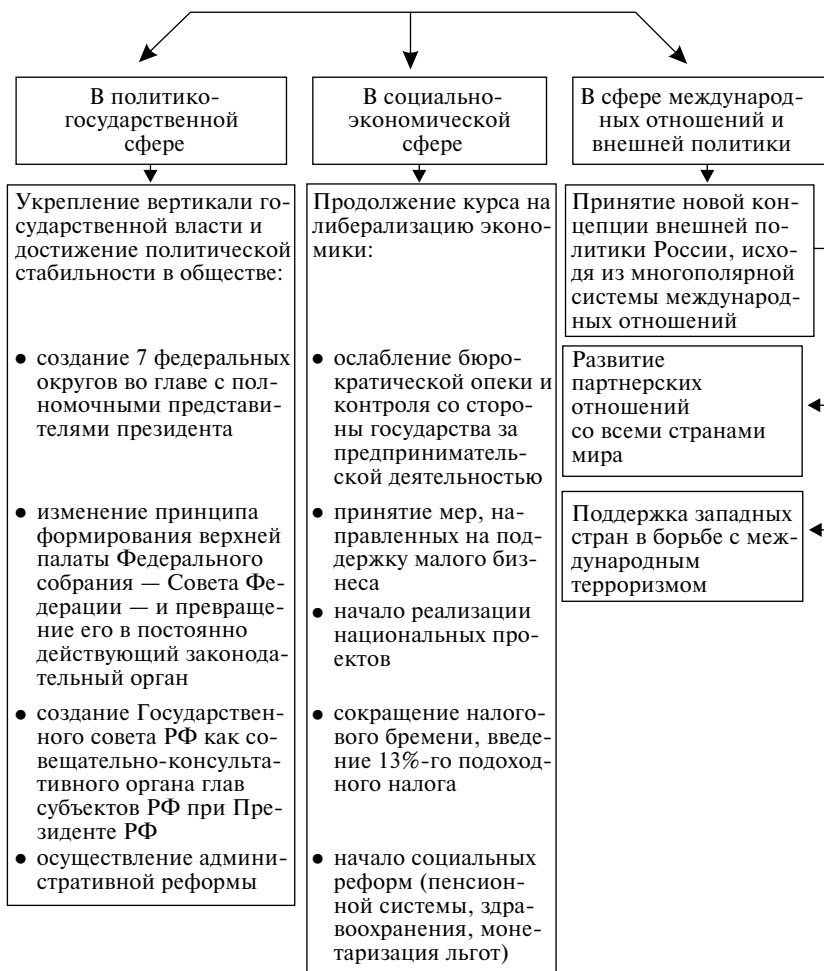 В политико-
государственной
сфере
Укрепление вертикали го-
сударственной власти и
достижение политической
стабильности в обществе:
● создание 7 федеральных
округов во главе с пол-
номочными представи-
телями президента
● изменение принципа
формирования верхней
палаты Федерального
собрания — Совета Фе-
дерации — и превраще-
ние его в постоянно
действующий законода-
тельный орган
● создание Государствен-
ного совета РФ как со-
вещательно-консульта-
тивного органа глав
субъектов РФ при Пре-
зиденте РФ
● осуществление админи-
стративной реформы
В социально-
экономической
сфере
Продолжение курса на
либерализацию эконо-
мики:
● ослабление бюро-
кратической опеки и
контроля со сторо-
ны государства за
предприниматель-
ской деятельностью
● принятие мер, на-
правленных на под-
держку малого биз-
неса
● начало реализации
национальных про-
ектов
● сокращение налого-
вого бремени, введе-
ние 13%-го подоход-
ного налога
● начало социальных
реформ (пенсион-
ной системы, здра-
воохранения, моне-
таризация льгот)
В сфере международ-
ных отношений и
внешней политики
Принятие новой кон-
цепции внешней по-
литики России, исхо-
дя из многополярной
системы международ-
ных отношений
Развитие
партнерских
отношений
со всеми странами
мира
Поддержка западных
стран в борьбе с меж-
дународным
терроризмом